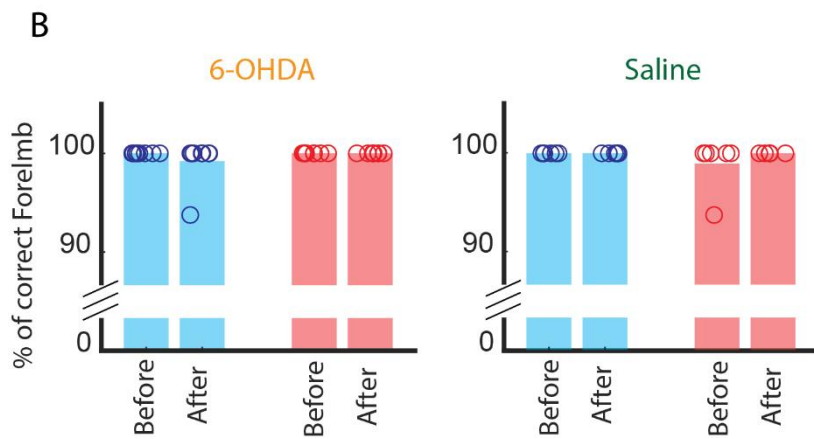 B
6-OHDA
Saline
% of correct Forelmb
100
90
0
Before
After
Before
After
100
90
0
Before
After
Before
After